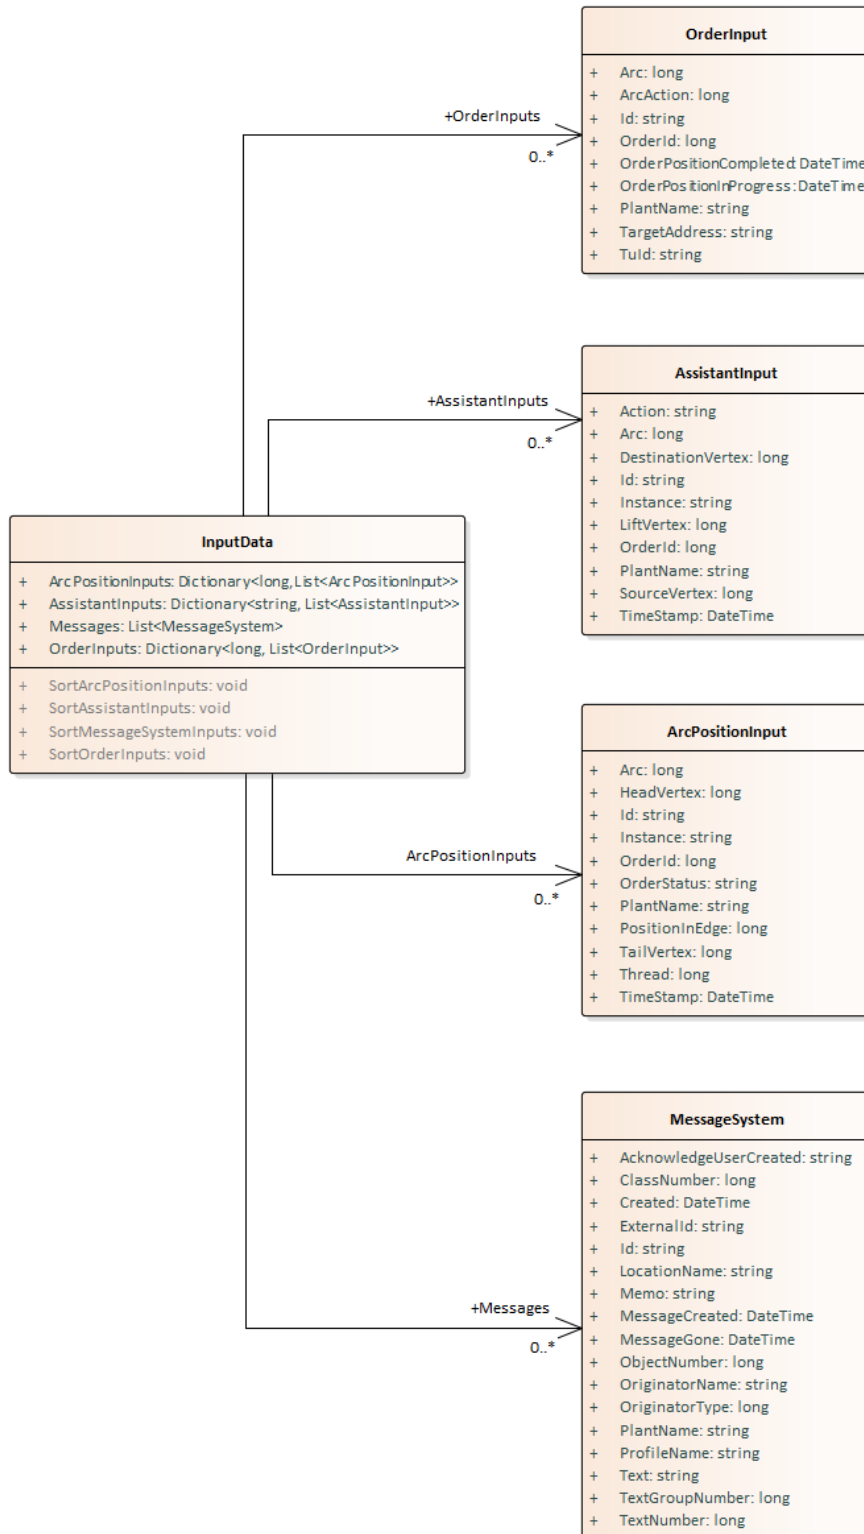 OrderInput
+ Arc: long
+ ArcAction: long
+ Id: string
+ OrderId: long
+ OrderPositionCompleted: DateTime
+ OrderPositionInProgress: DateTime
+ PlantName: string
+ TargetAddress: string
+ TuId: string
+OrderInputs
0..*
AssistantInput
+ Action: string
+ Arc: long
+ DestinationVertex: long
+ Id: string
+ Instance: string
+ LiftVertex: long
+ OrderId: long
+ PlantName: string
+ SourceVertex: long
+ TimeStamp: DateTime
+AssistantInputs
0..*
InputData
+ ArcPositionInputs: Dictionary<long,List<ArcPositionInput>>
+ AssistantInputs: Dictionary<string, List<AssistantInput>>
+ Messages: List<MessageSystem>
+ OrderInputs: Dictionary<long, List<OrderInput>>
+ SortArcPositionInputs: void
+ SortAssistantInputs: void
+ SortMessageSystemInputs: void
+ SortOrderInputs: void
ArcPositionInput
+ Arc: long
+ HeadVertex: long
+ Id: string
+ Instance: string
+ OrderId: long
+ OrderStatus: string
+ PlantName: string
+ PositionInEdge: long
+ TailVertex: long
+ Thread: long
+ TimeStamp: DateTime
ArcPositionInputs
0..*
MessageSystem
+ AcknowledgeUserCreated: string
+ ClassNumber: long
+ Created: DateTime
+ ExternalId: string
+ Id: string
+ LocationName: string
+ Memo: string
+ MessageCreated: DateTime
+ MessageGone: DateTime
+ ObjectNumber: long
+ OriginatorName: string
+ OriginatorType: long
+ PlantName: string
+ ProfileName: string
+ Text: string
+ TextGroupNumber: long
+ TextNumber: long
+Messages
0..*